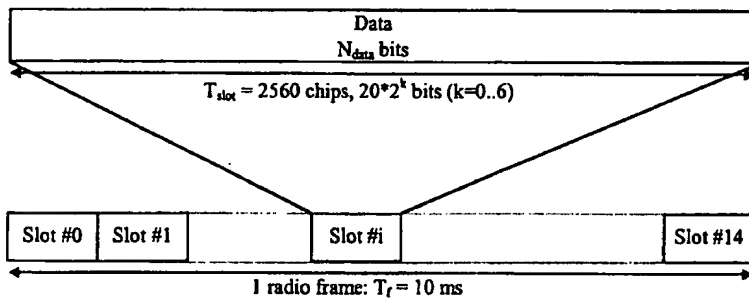 Data
N_data bits
T_slot = 2560 chips, 20*2^k bits (k=0..6)
Slot #0 Slot #1 Slot #i Slot #14
1 radio frame: T_f = 10 ms